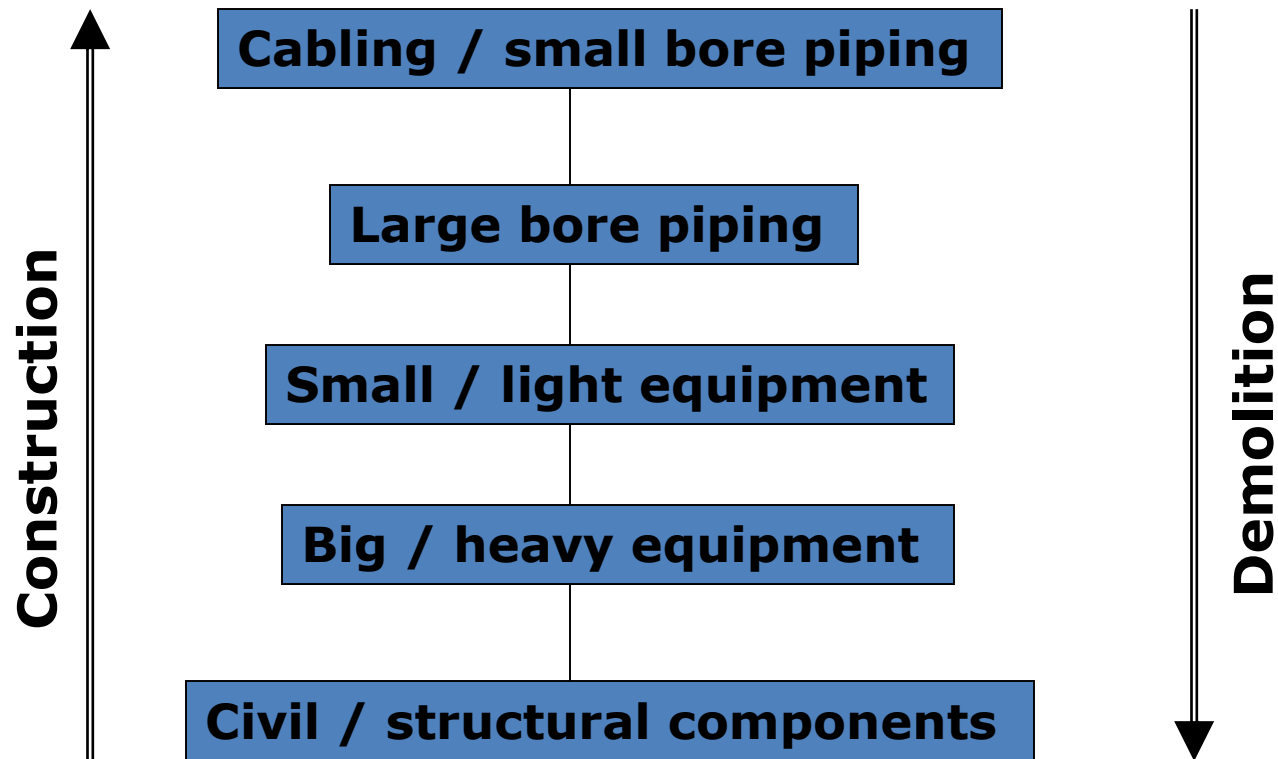 Cabling / small bore piping
Large bore piping
Small / light equipment
Big / heavy equipment
Civil / structural components
Construction
Demolition